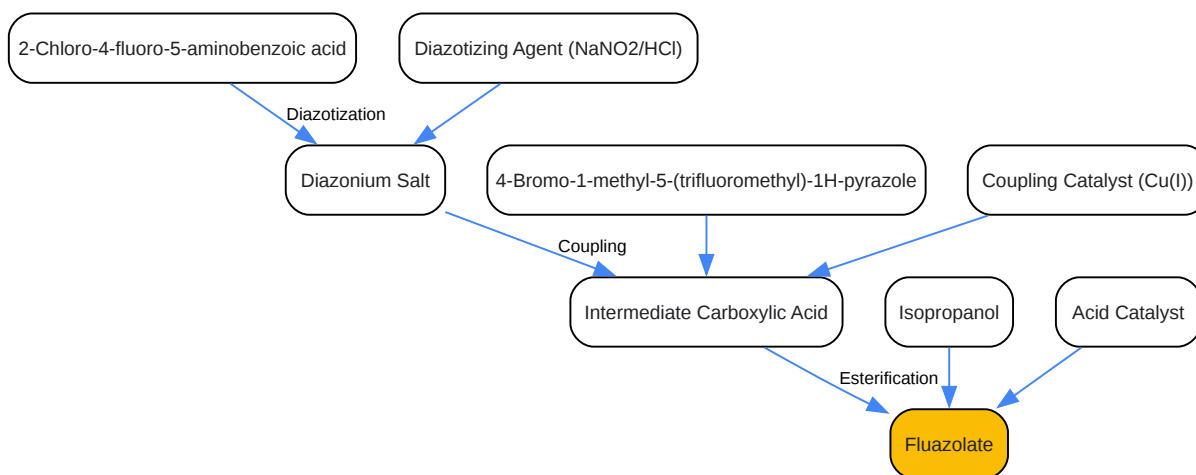 2-Chloro-4-fluoro-5-aminobenzoic acid
Diazotizing Agent (NaNO2/HCl)
Diazotization
Diazonium Salt
4-Bromo-1-methyl-5-(trifluoromethyl)-1H-pyrazole
Coupling Catalyst (Cu(I))
Coupling
Intermediate Carboxylic Acid
Isopropanol
Acid Catalyst
Esterification
Fluazolate